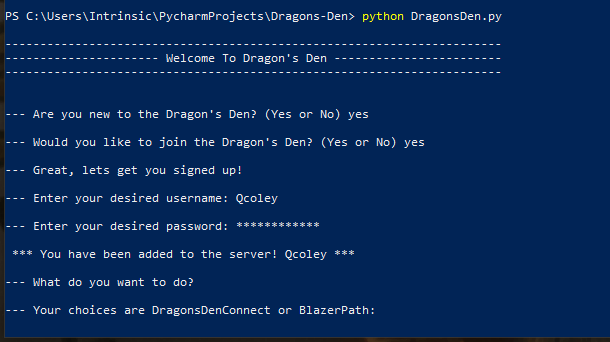 PS C:\Users\Intrinsic\PycharmProjects\Dragons-Den> python DragonsDen.py
-----------------------------------------------------------------------
---------------------- Welcome To Dragon's Den ------------------------
-----------------------------------------------------------------------
--- Are you new to the Dragon's Den? (Yes or No) yes
--- Would you like to join the Dragon's Den? (Yes or No) yes
--- Great, lets get you signed up!
--- Enter your desired username: Qcoley
--- Enter your desired password: ************
*** You have been added to the server! Qcoley ***
--- What do you want to do?
--- Your choices are DragonsDenConnect or BlazerPath: